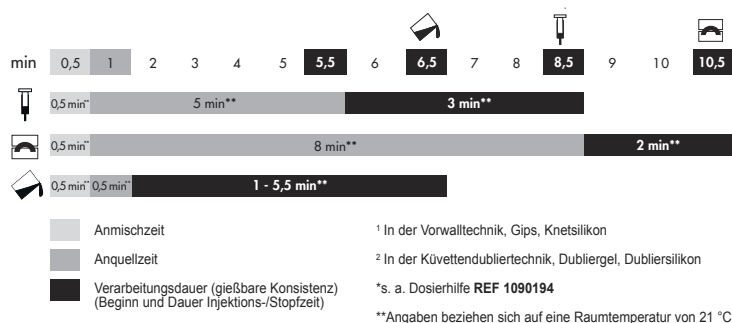 min 0,5 1 2 3 4 5 5,5 6 6,5 7 8 8,5 9 10 10,5
0,5 min** 5 min** 3 min**
0,5 min** 8 min** 2 min**
0,5 min** 0,5 min** 1 - 5,5 min**
Anmischzeit
Anquellzeit
Verarbeitungsdauer (gießbare Konsistenz)
(Beginn und Dauer Injektions-/Stopfzeit)
¹ In der Vorwalltechnik, Gips, Knetsilikon
² In der Küvettendubliertechnik, Dubliergel, Dubliersilikon
*s. a. Dosierhilfe REF 1090194
**Angaben beziehen sich auf eine Raumtemperatur von 21 °C